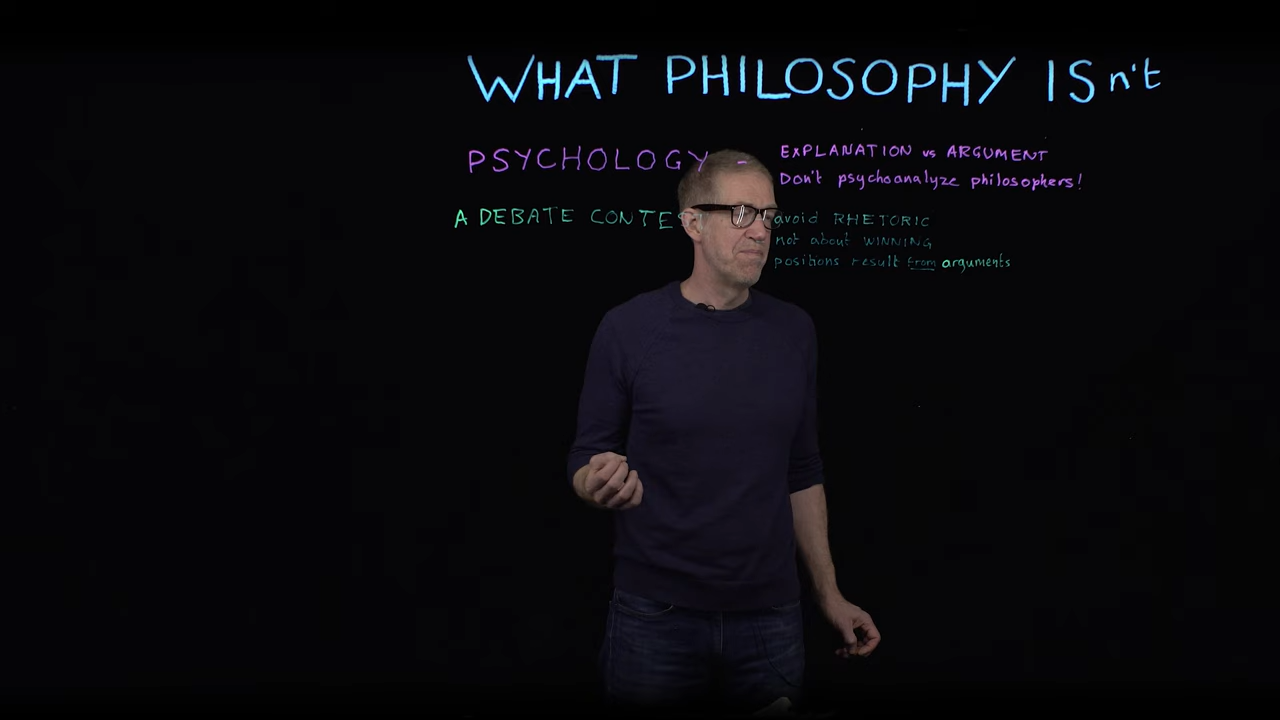 WHAT PHILOSOPHY ISn't
PSYCHOLOGY - EXPLANATION vs ARGUMENT
Don't psychoanalyze philosophers!
A DEBATE CONTES avoid RHETORIC
not about WINNING
positions result from arguments